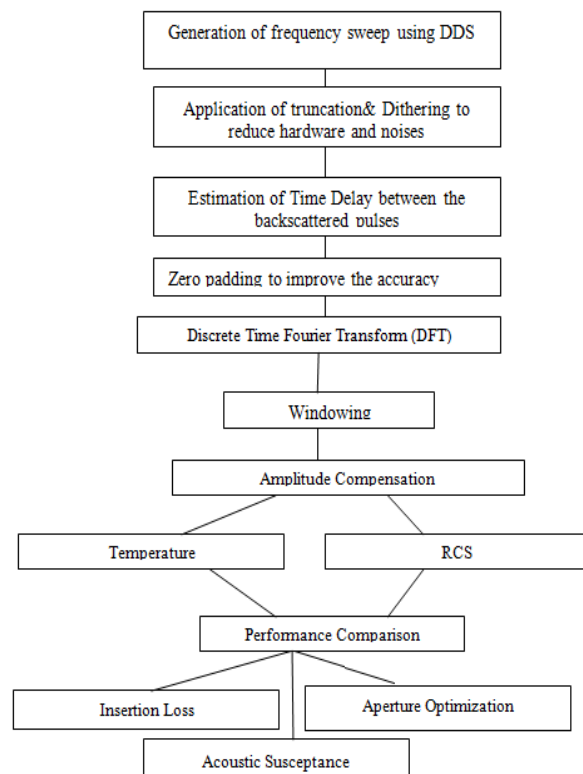 Generation of frequency sweep using DDS
Application of truncation& Dithering to
reduce hardware and noises
Estimation of Time Delay between the
backscattered pulses
Zero padding to improve the accuracy
Discrete Time Fourier Transform (DFT)
Windowing
Amplitude Compensation
Temperature
RCS
Performance Comparison
Insertion Loss
Aperture Optimization
Acoustic Susceptance